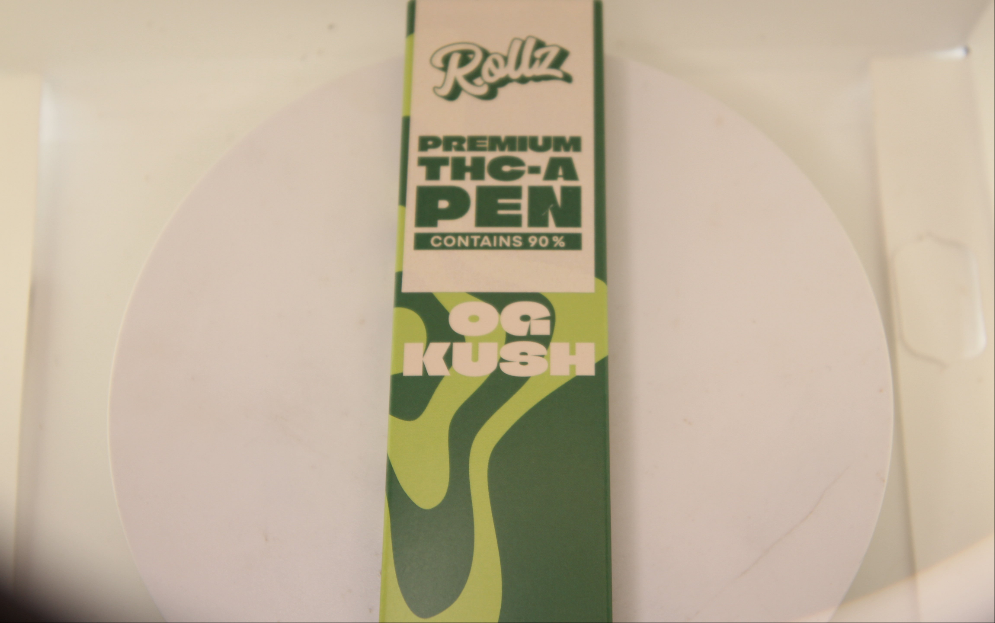 Rollz
PREMIUM
THC-A
PEN
CONTAINS 90%
OG
KUSH